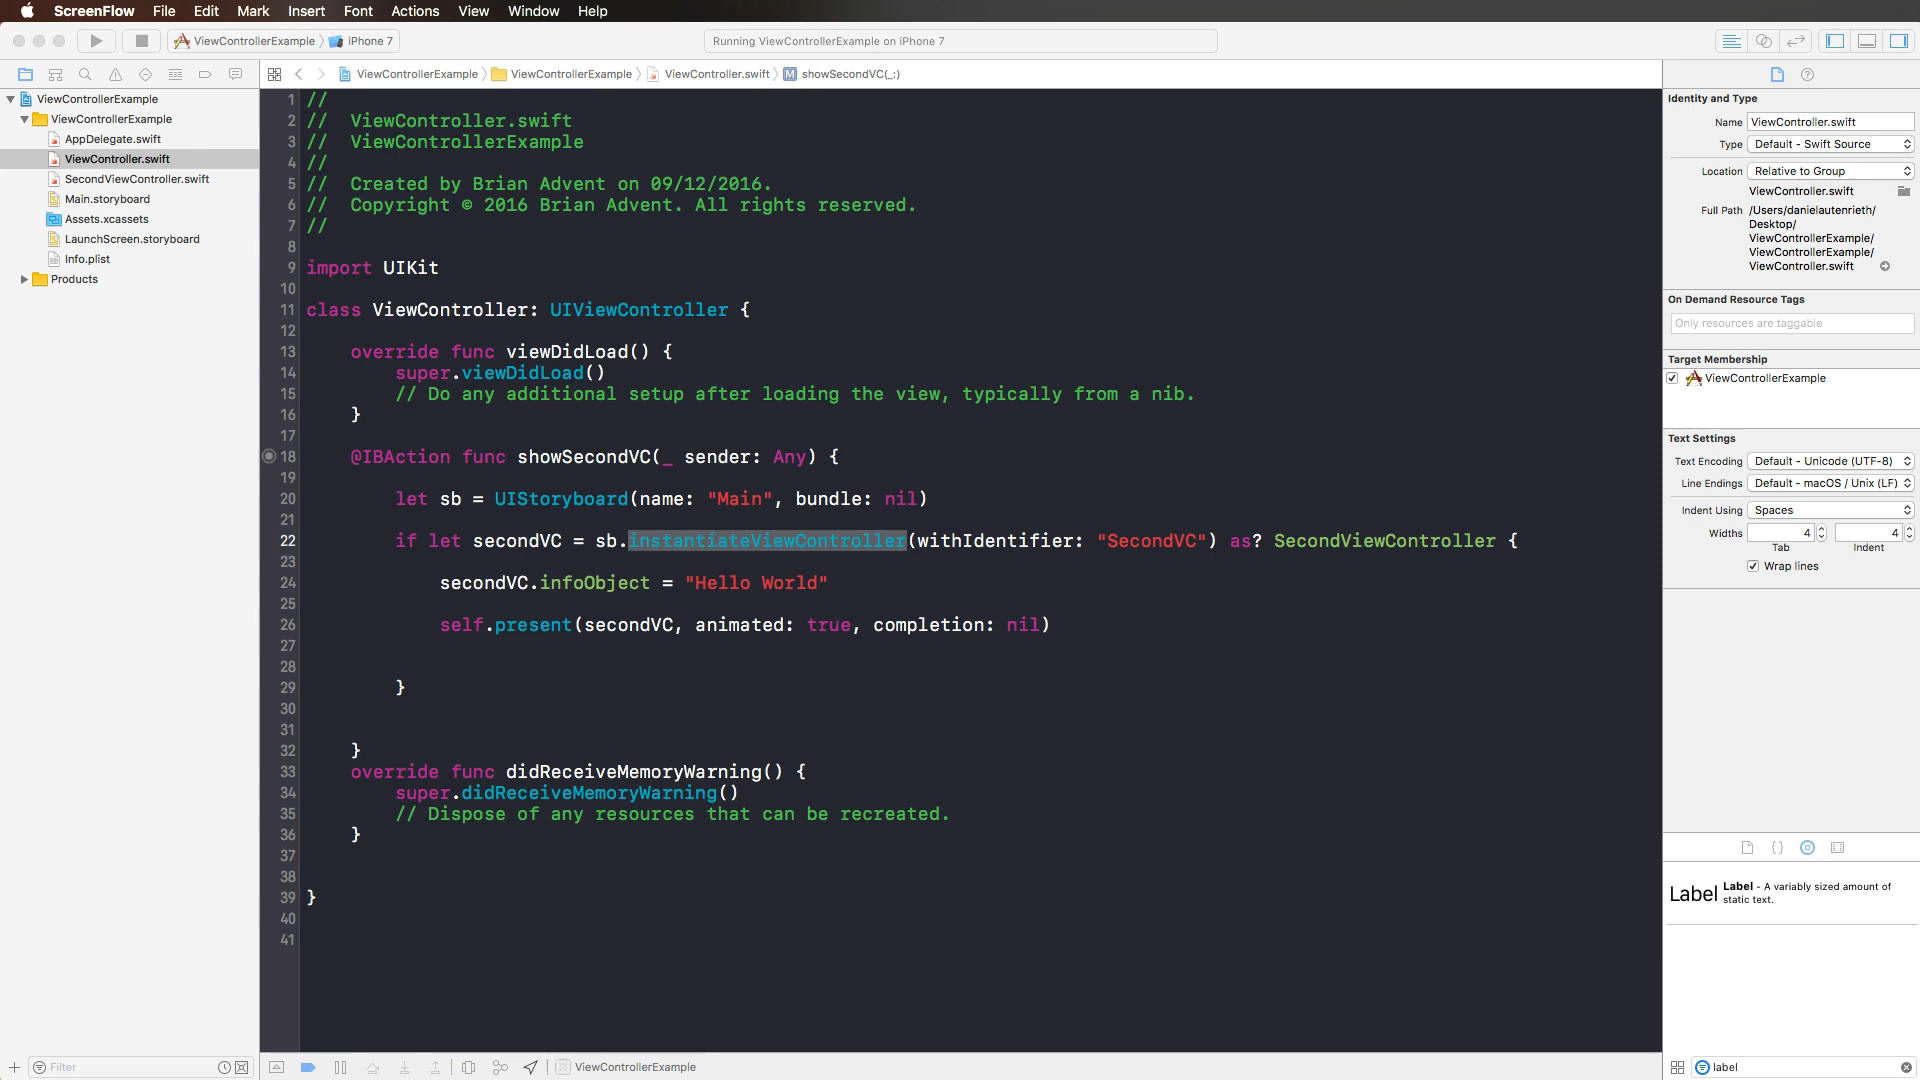 ScreenFlow File Edit Mark Insert Font Actions View Window Help
ViewControllerExample iPhone 7
Running ViewControllerExample on iPhone 7
ViewControllerExample ViewControllerExample ViewController.swift M showSecondVC(_:)
ViewControllerExample
ViewControllerExample
AppDelegate.swift
ViewController.swift
SecondViewController.swift
Main.storyboard
Assets.xcassets
LaunchScreen.storyboard
Info.plist
Products
1 //
2 //  ViewController.swift
3 //  ViewControllerExample
4 //
5 //  Created by Brian Advent on 09/12/2016.
6 //  Copyright © 2016 Brian Advent. All rights reserved.
7 //
8
9 import UIKit
10
11 class ViewController: UIViewController {
12
13     override func viewDidLoad() {
14         super.viewDidLoad()
15         // Do any additional setup after loading the view, typically from a nib.
16     }
17
18     @IBAction func showSecondVC(_ sender: Any) {
19
20         let sb = UIStoryboard(name: "Main", bundle: nil)
21
22         if let secondVC = sb.instantiateViewController(withIdentifier: "SecondVC") as? SecondViewController {
23
24             secondVC.infoObject = "Hello World"
25
26             self.present(secondVC, animated: true, completion: nil)
27
28
29         }
30
31
32     }
33     override func didReceiveMemoryWarning() {
34         super.didReceiveMemoryWarning()
35         // Dispose of any resources that can be recreated.
36     }
37
38
39 }
40
41
Identity and Type
Name ViewController.swift
Type Default - Swift Source
Location Relative to Group
ViewController.swift
Full Path /Users/danielautenrieth/
Desktop/
ViewControllerExample/
ViewControllerExample/
ViewController.swift
On Demand Resource Tags
Only resources are taggable
Target Membership
ViewControllerExample
Text Settings
Text Encoding Default - Unicode (UTF-8)
Line Endings Default - macOS / Unix (LF)
Indent Using Spaces
Widths 4 4
Tab Indent
Wrap lines
{}
Label Label - A variably sized amount of
static text.
Filter
ViewControllerExample
label